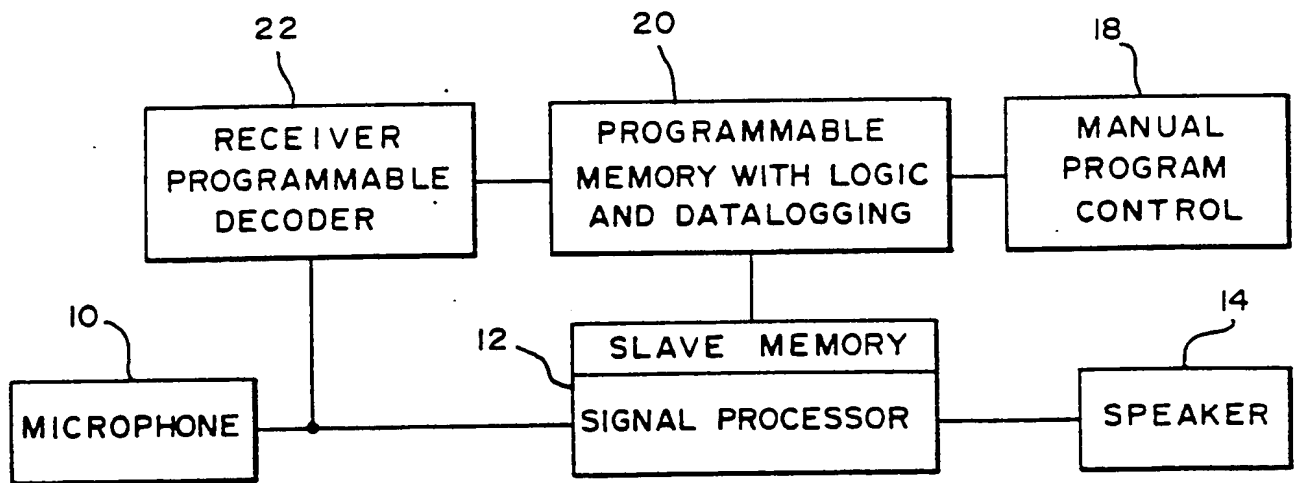 22
20
18
RECEIVER
PROGRAMMABLE
DECODER
PROGRAMMABLE
MEMORY WITH LOGIC
AND DATALOGGING
MANUAL
PROGRAM
CONTROL
10
12
14
MICROPHONE
SLAVE MEMORY
SIGNAL PROCESSOR
SPEAKER